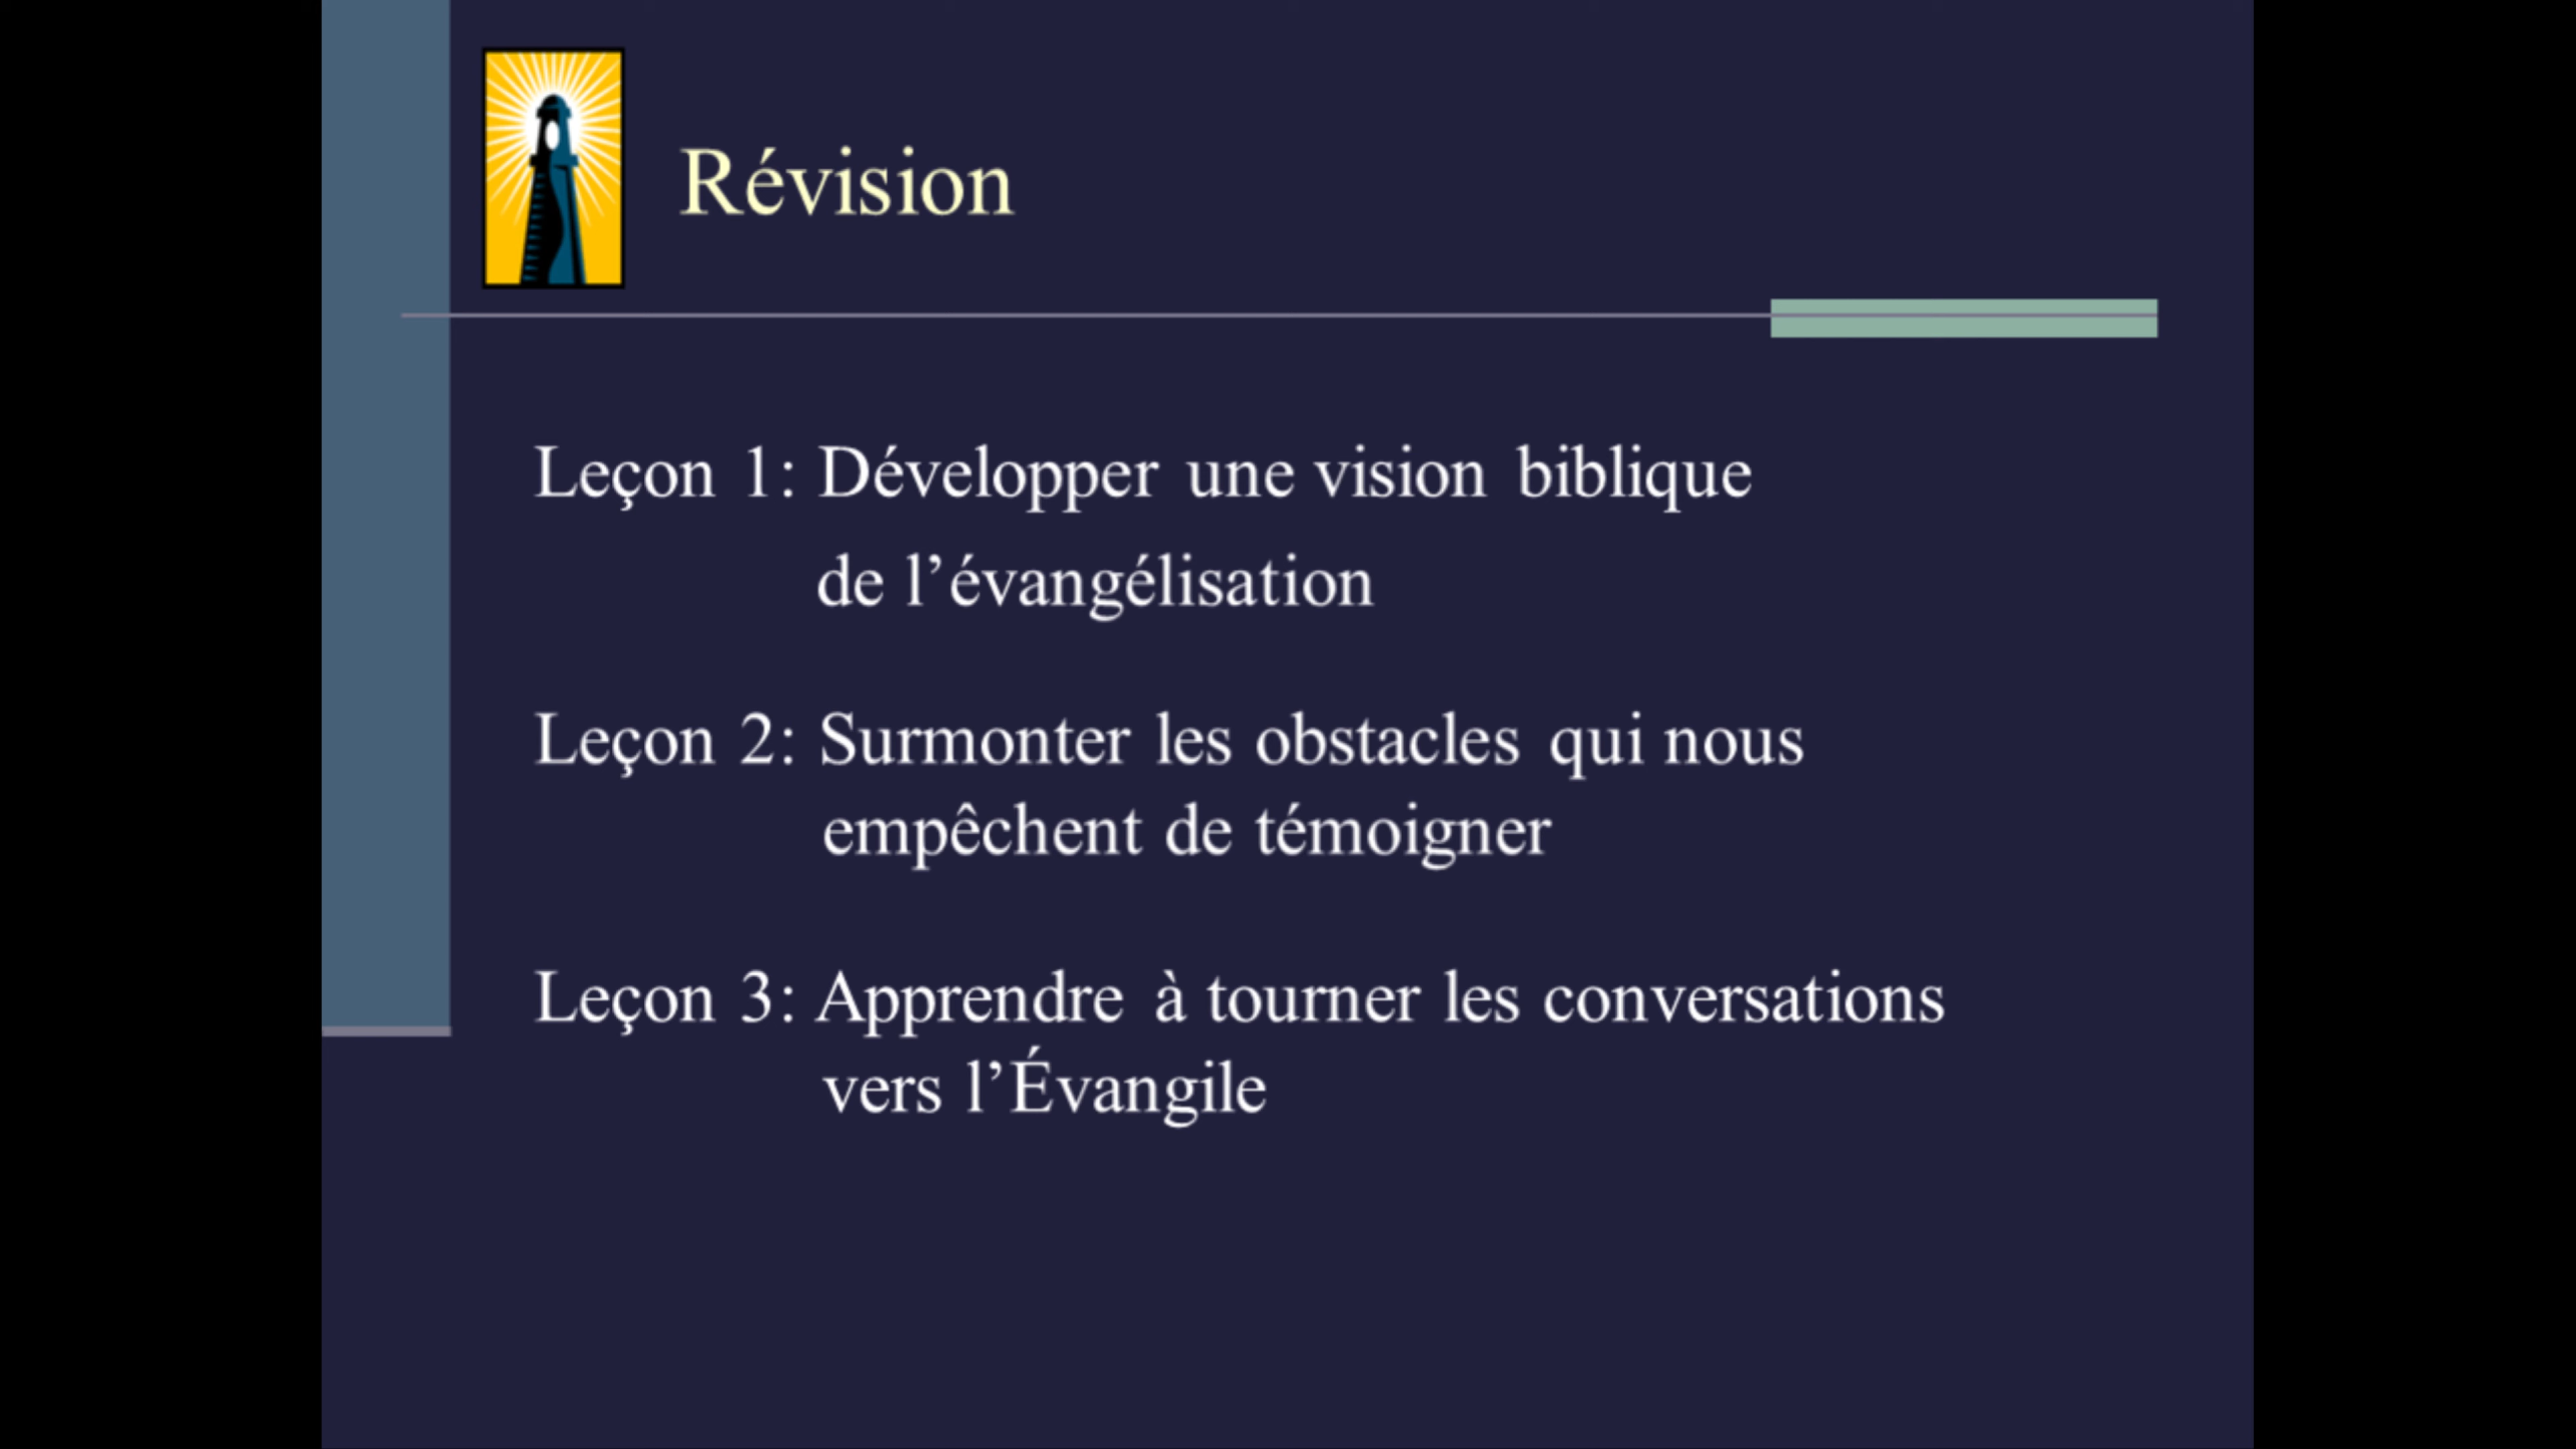 Révision
Leçon 1: Développer une vision biblique
de l’évangélisation
Leçon 2: Surmonter les obstacles qui nous
empêchent de témoigner
Leçon 3: Apprendre à tourner les conversations
vers l’Évangile